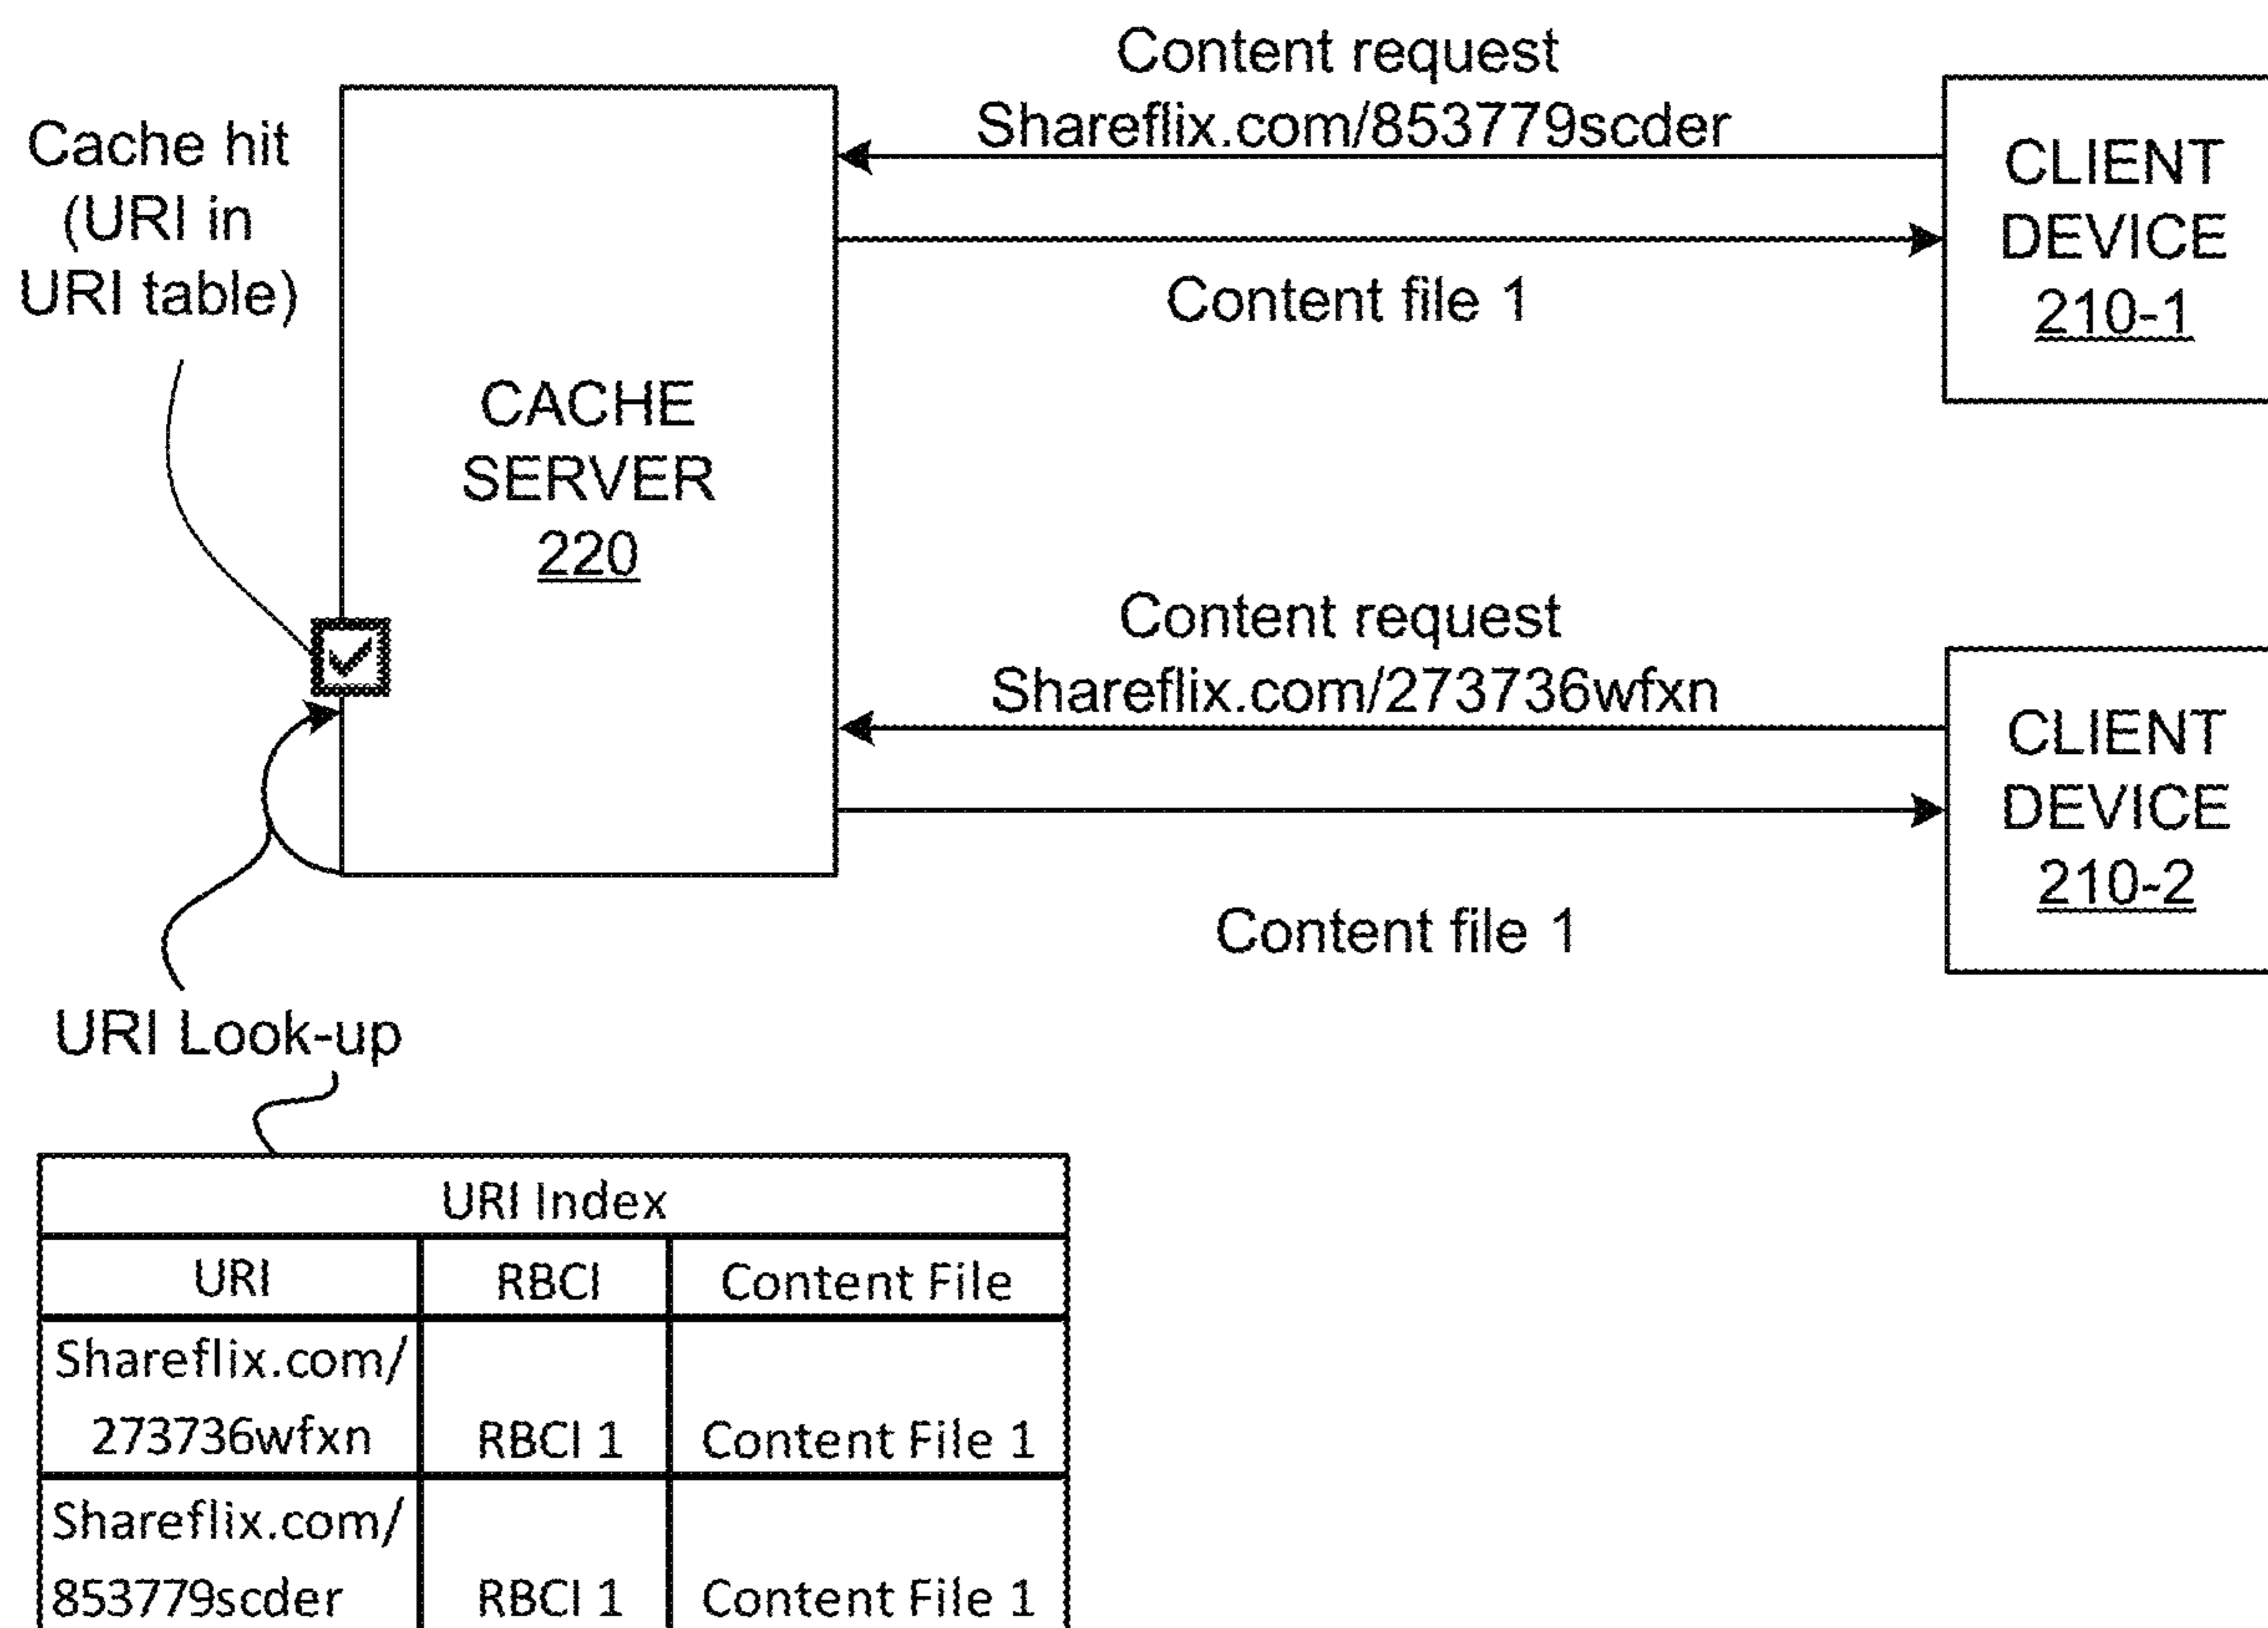 Cache hit
(URI in
URI table)
CACHE
SERVER
220
Content request
Shareflix.com/853779scder
Content file 1
CLIENT
DEVICE
210-1
Content request
Shareflix.com/273736wfxn
Content file 1
CLIENT
DEVICE
210-2
URI Look-up
URI Index
URI RBCI Content File
Shareflix.com/
273736wfxn RBCI 1 Content File 1
Shareflix.com/
853779scder RBCI 1 Content File 1